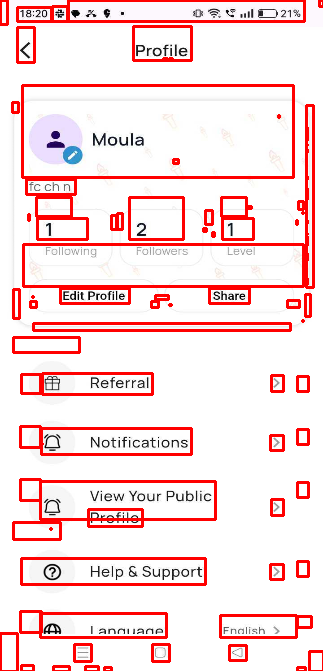 18:20 21%
Profile
Moula
fc ch n
1 2 1
Following Followers Level
Edit Profile Share
Referral
Notifications
View Your Public
Profile
Help & Support
Language English